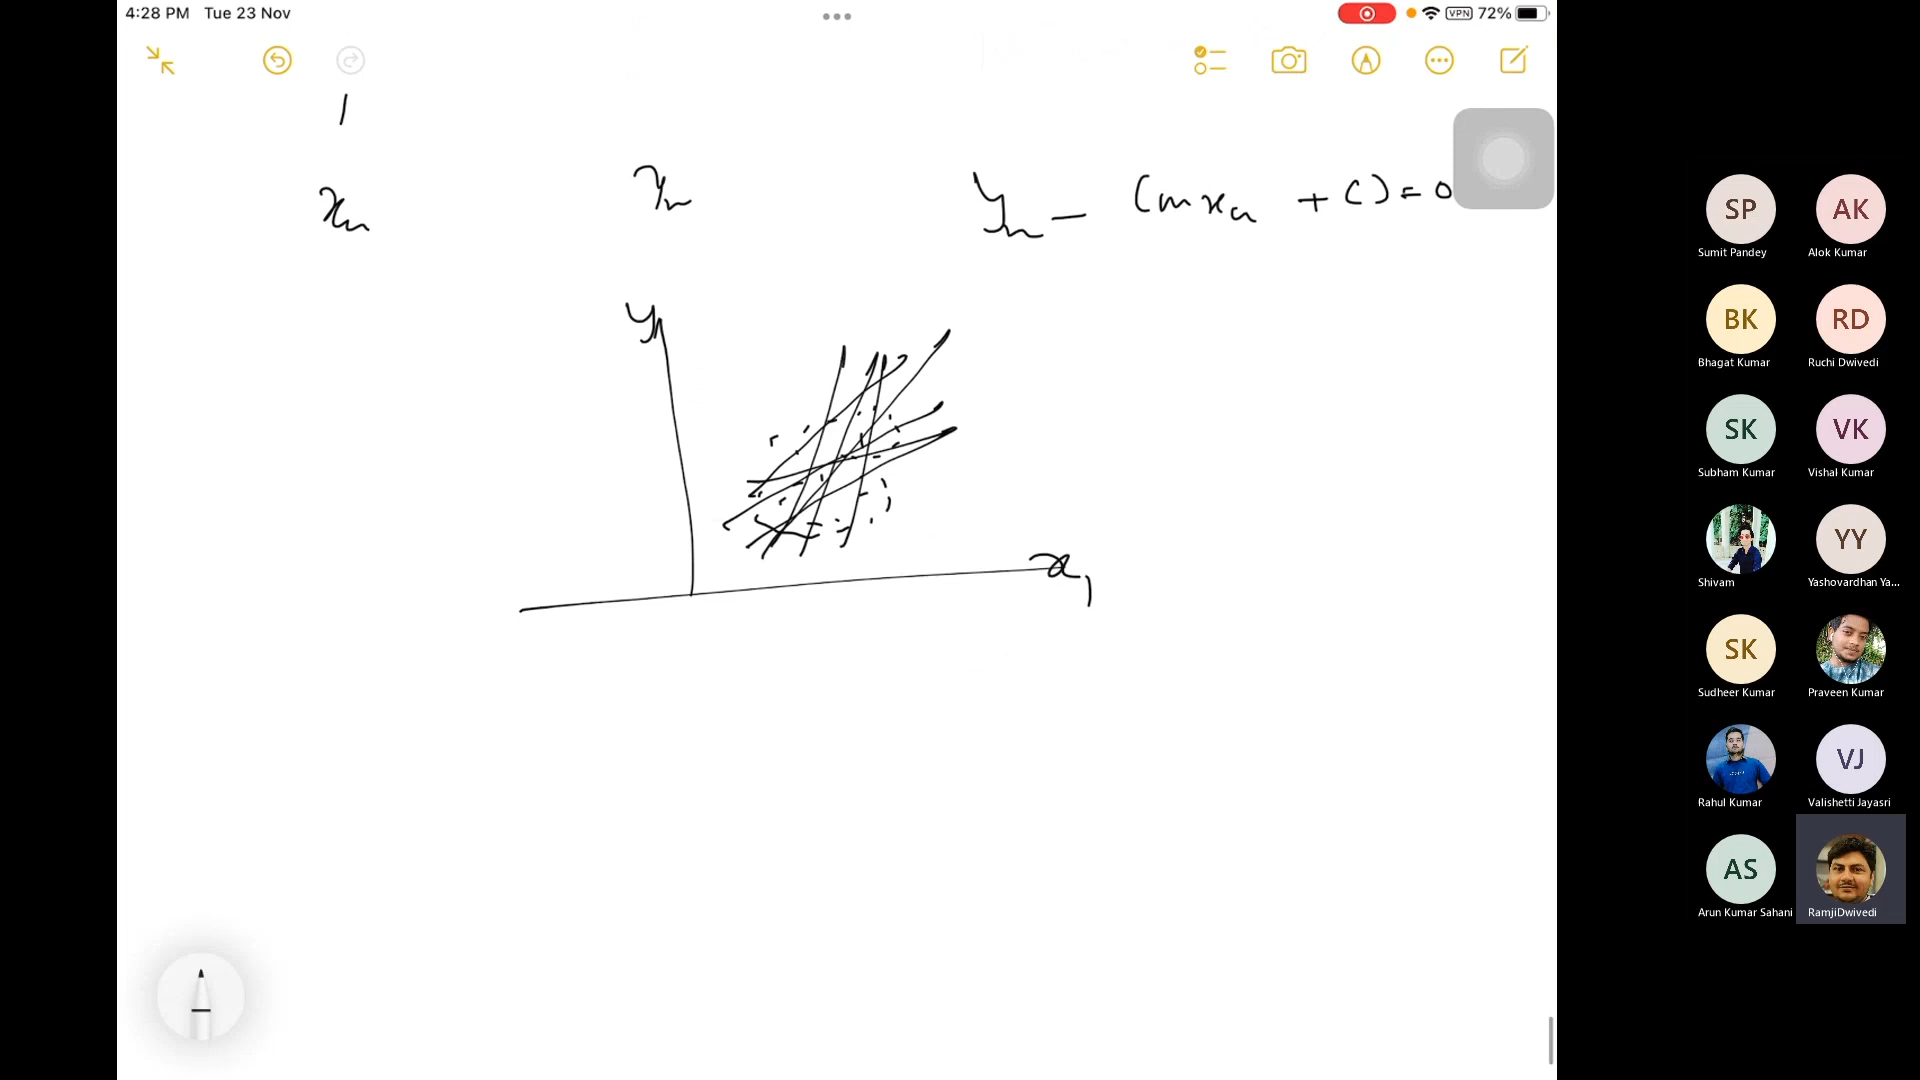 4:28 PM Tue 23 Nov
VPN 72%
xn yn yn - (mxn + c) = 0
y
x1
SP AK
Sumit Pandey Alok Kumar
BK RD
Bhagat Kumar Ruchi Dwivedi
SK VK
Subham Kumar Vishal Kumar
YY
Shivam Yashovardhan Ya...
SK
Sudheer Kumar Praveen Kumar
VJ
Rahul Kumar Valishetti Jayasri
AS
Arun Kumar Sahani RamjiDwivedi